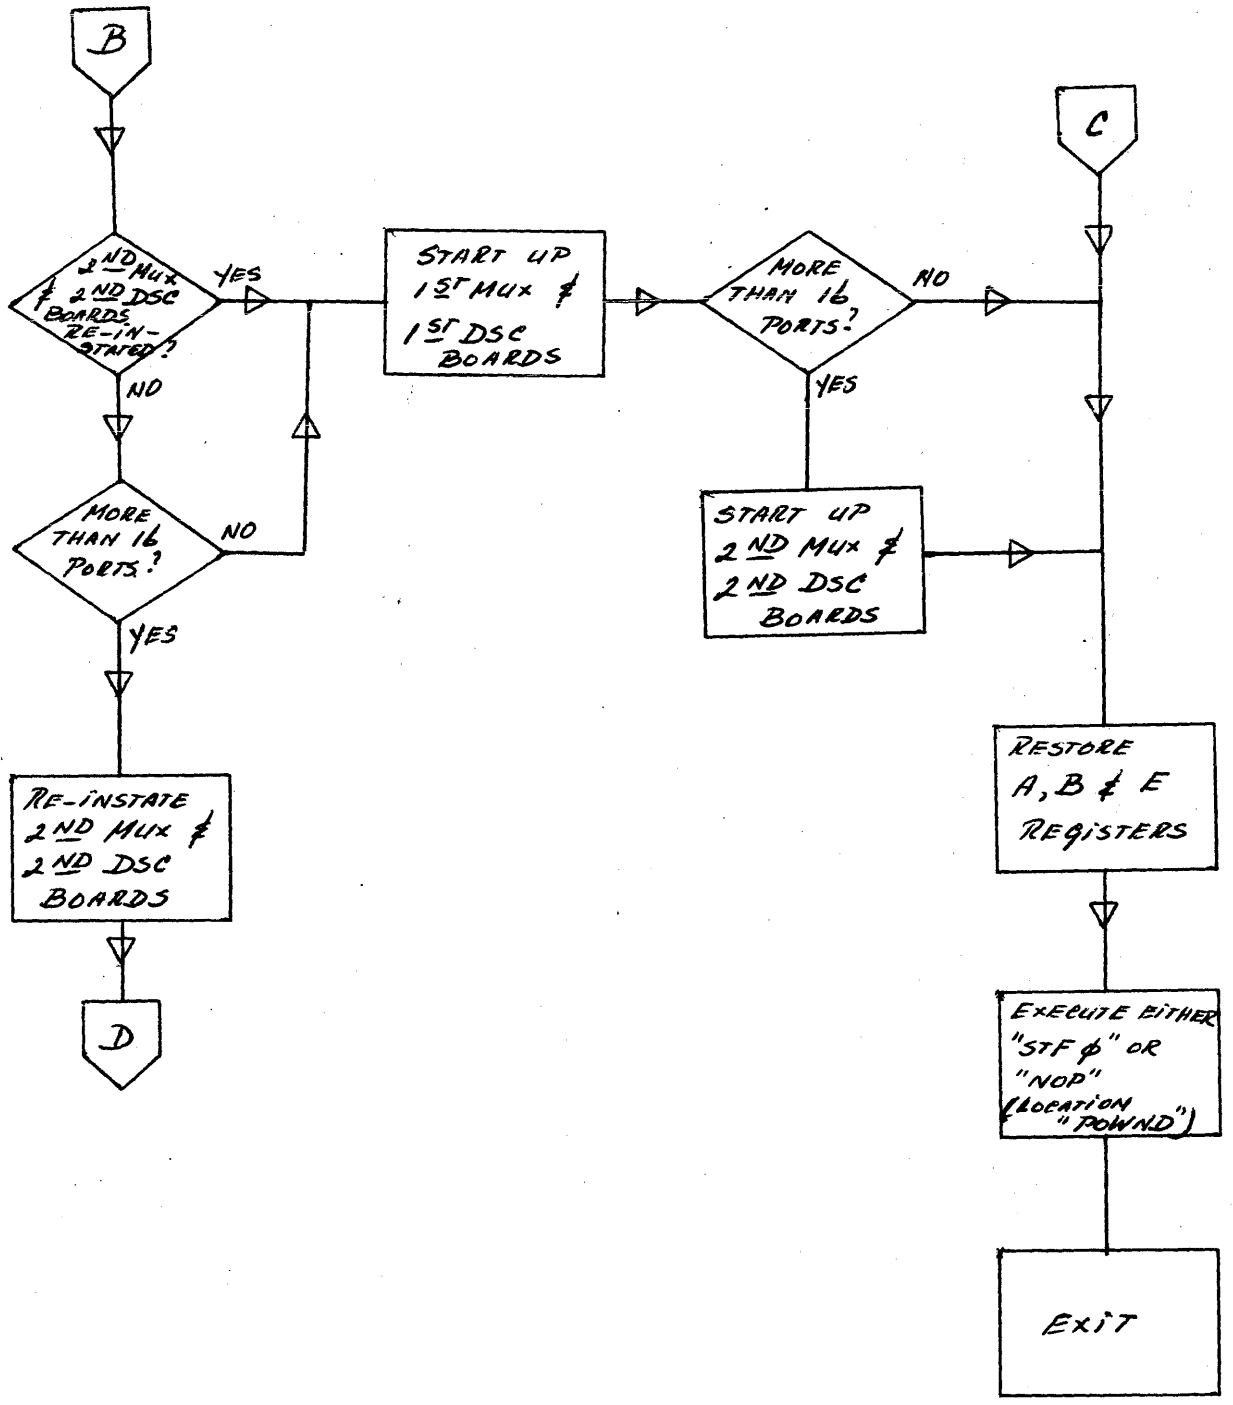 B
2ND MUX
& 2ND DSC
BOARDS
RE-IN-
STATED?
YES
NO
MORE
THAN 16
PORTS?
NO
YES
RE-INSTATE
2ND MUX &
2ND DSC
BOARDS
D
START UP
1ST MUX &
1ST DSC
BOARDS
MORE
THAN 16
PORTS?
NO
YES
START UP
2ND MUX &
2ND DSC
BOARDS
C
RESTORE
A, B & E
REGISTERS
EXECUTE EITHER
"STF ϕ" OR
"NOP"
(LOCATION
"POWND")
EXIT